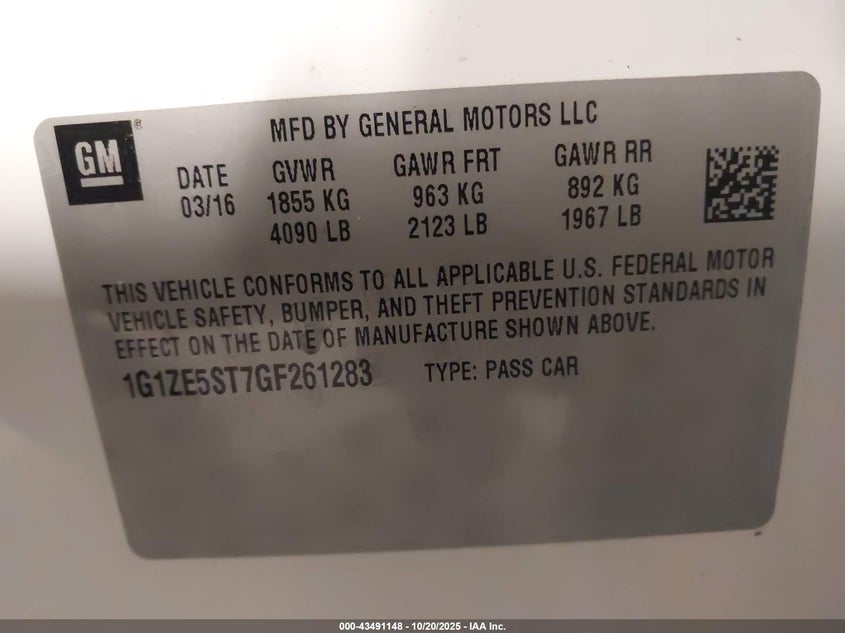 GM
MFD BY GENERAL MOTORS LLC
DATE GVWR GAWR FRT GAWR RR
03/16 1855 KG 963 KG 892 KG
4090 LB 2123 LB 1967 LB
THIS VEHICLE CONFORMS TO ALL APPLICABLE U.S. FEDERAL MOTOR
VEHICLE SAFETY, BUMPER, AND THEFT PREVENTION STANDARDS IN
EFFECT ON THE DATE OF MANUFACTURE SHOWN ABOVE.
1G1ZE5ST7GF261283 TYPE: PASS CAR
000-43491148 - 10/20/2025 - IAA Inc.